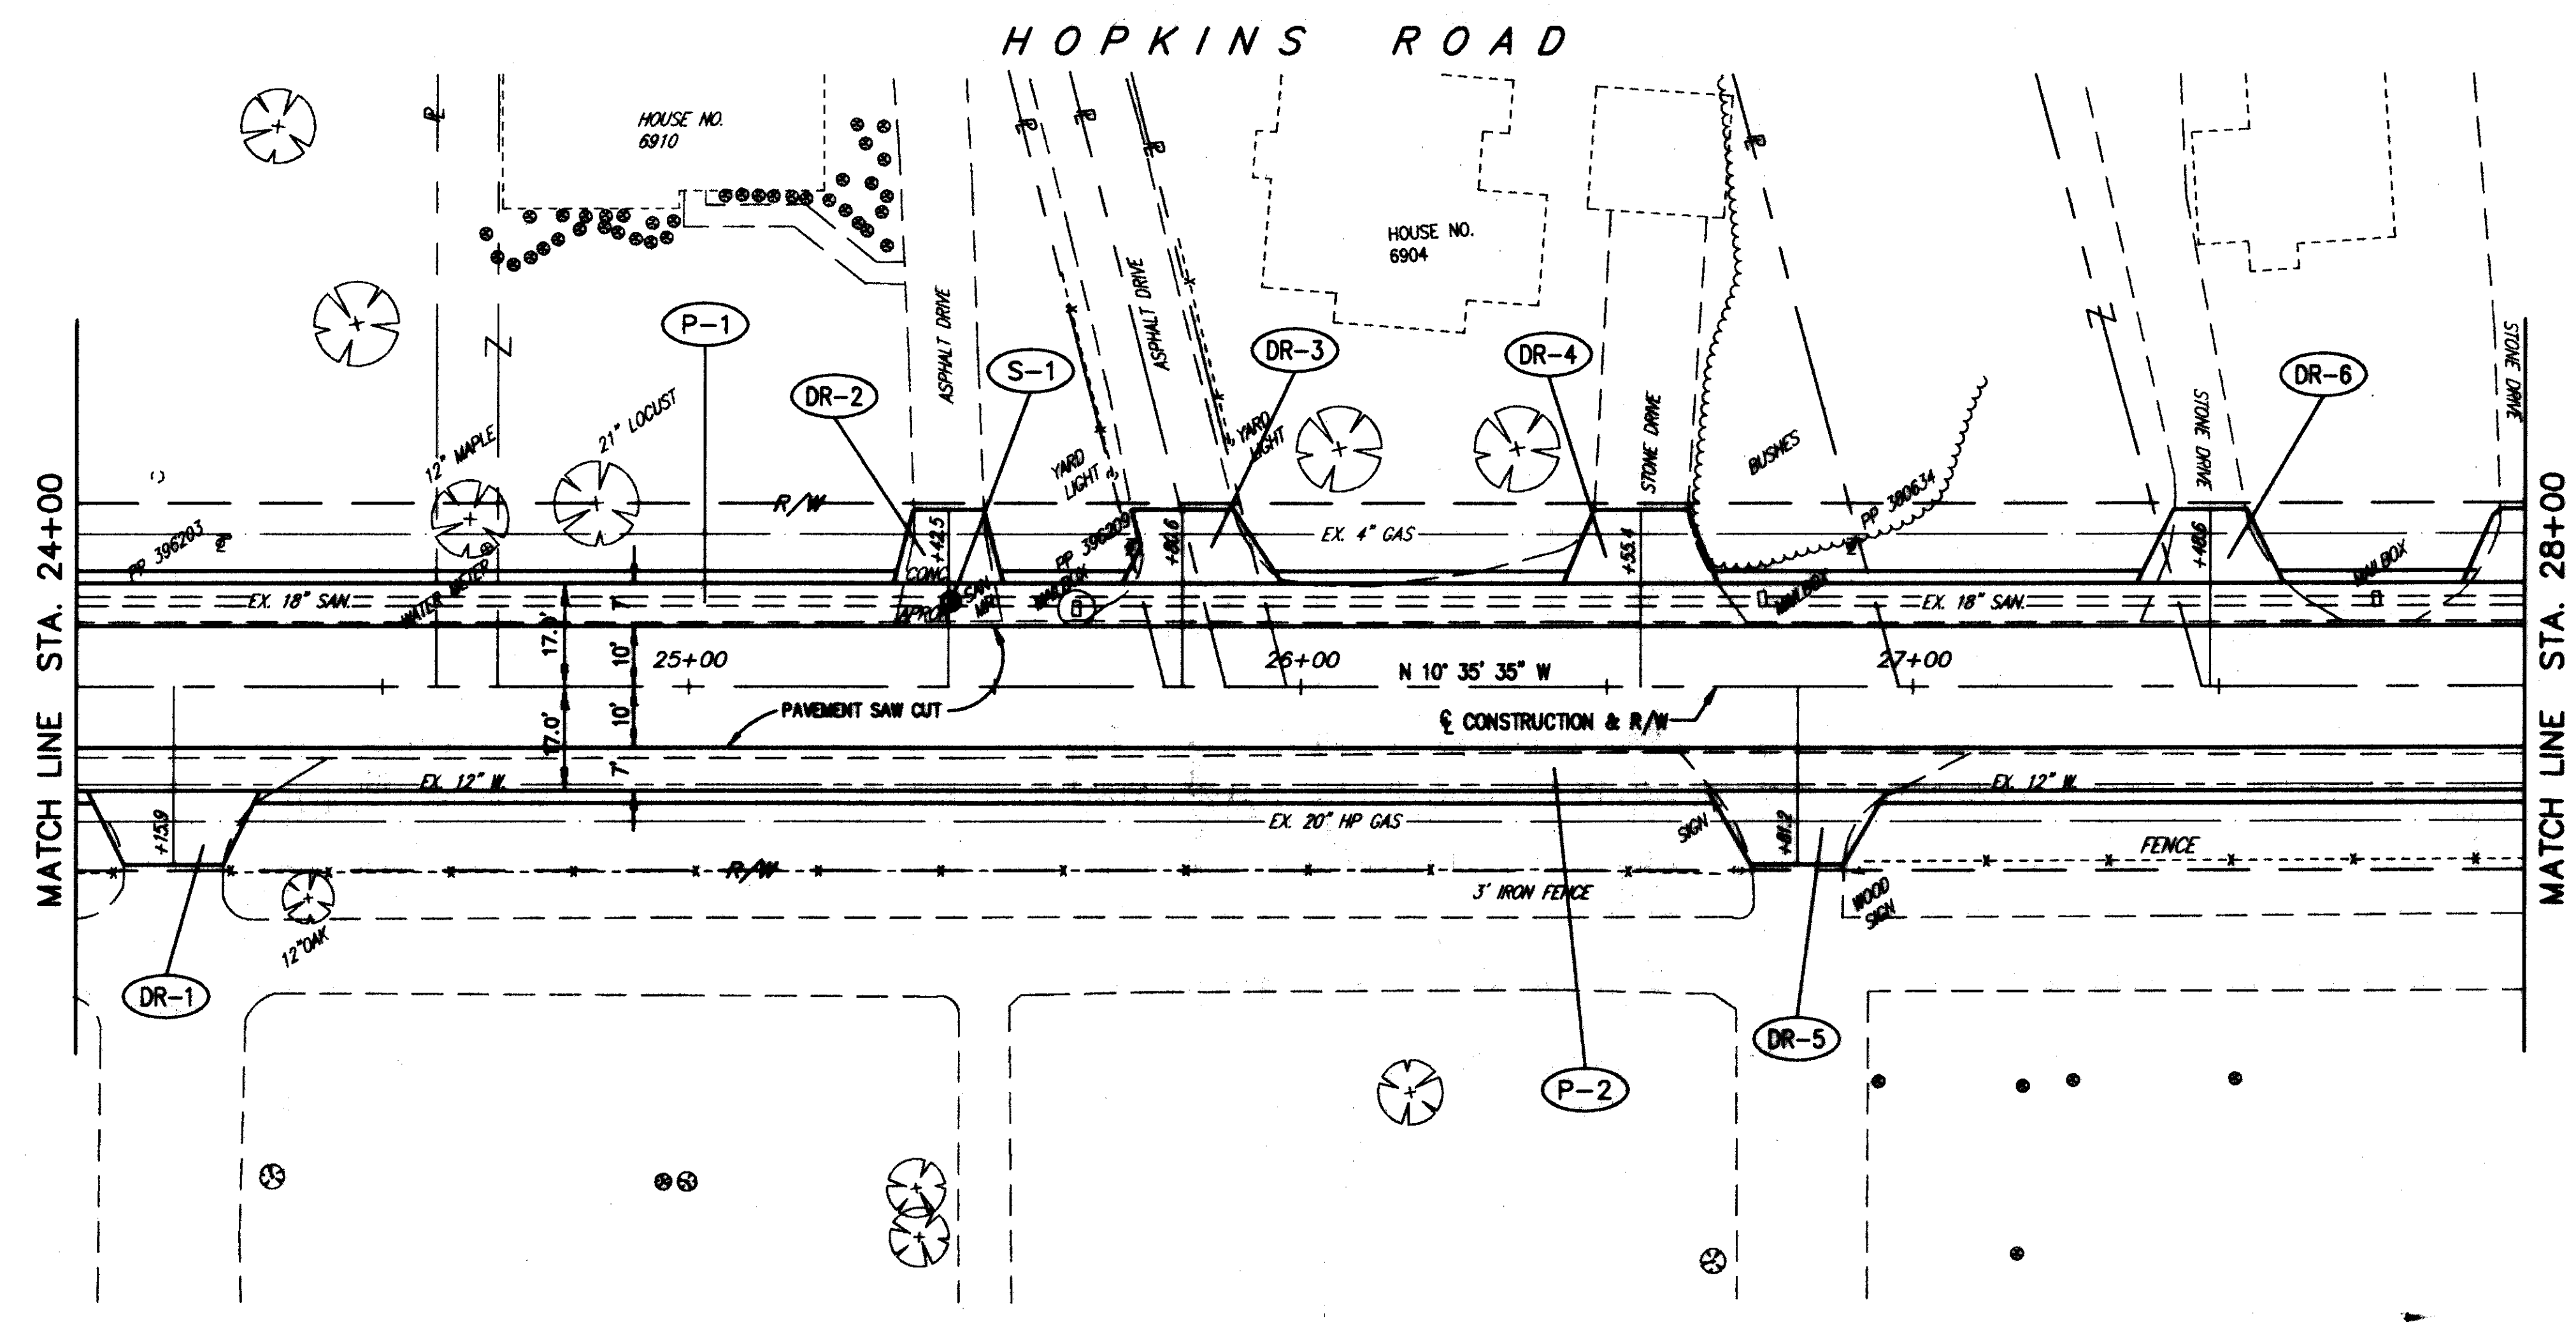 HOPKINS ROAD
HOUSE NO.
6910
HOUSE NO.
6904
P-1
DR-2
S-1
DR-3
DR-4
DR-6
ASPHALT DRIVE
ASPHALT DRIVE
STONE DRIVE
STONE DRIVE
STONE DRIVE
12" MAPLE
21" LOCUST
YARD
LIGHT
YARD
LIGHT
BUSHES
PP 396203
PP 396209
PP 380634
R/W
EX. 4" GAS
+42.5
+80.6
+55.4
+48.6
CONC
APRON
SAN
MH
MAILBOX
MAILBOX
MAILBOX
WATER METER
EX. 18" SAN.
EX. 18" SAN.
MATCH LINE STA. 24+00
MATCH LINE STA. 28+00
17.0'
7'
10'
25+00
26+00
27+00
N 10° 35' 35" W
PAVEMENT SAW CUT
℄ CONSTRUCTION & R/W
17.0'
10'
7'
EX. 12" W.
EX. 12" W.
EX. 20" HP GAS
+15.9
+81.2
SIGN
FENCE
R/W
3' IRON FENCE
WOOD
SIGN
12"OAK
DR-1
DR-5
P-2